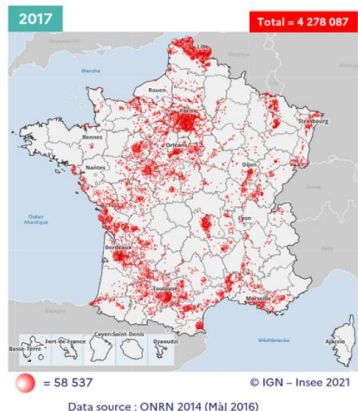 2017
Total = 4 278 087
Lille
Manche
Rouen
Paris
Strasbourg
Rennes
Orléans
Nantes
Dijon
Océan
Atlantique
Lyon
Bordeaux
Toulouse
Marseille
Espagne
Méditerranée
Basse-Terre
Fort-de-France
Cayenne
Saint-Denis
Dzaoudzi
Ajaccio
= 58 537
© IGN – Insee 2021
Data source : ONRN 2014 (Màl 2016)